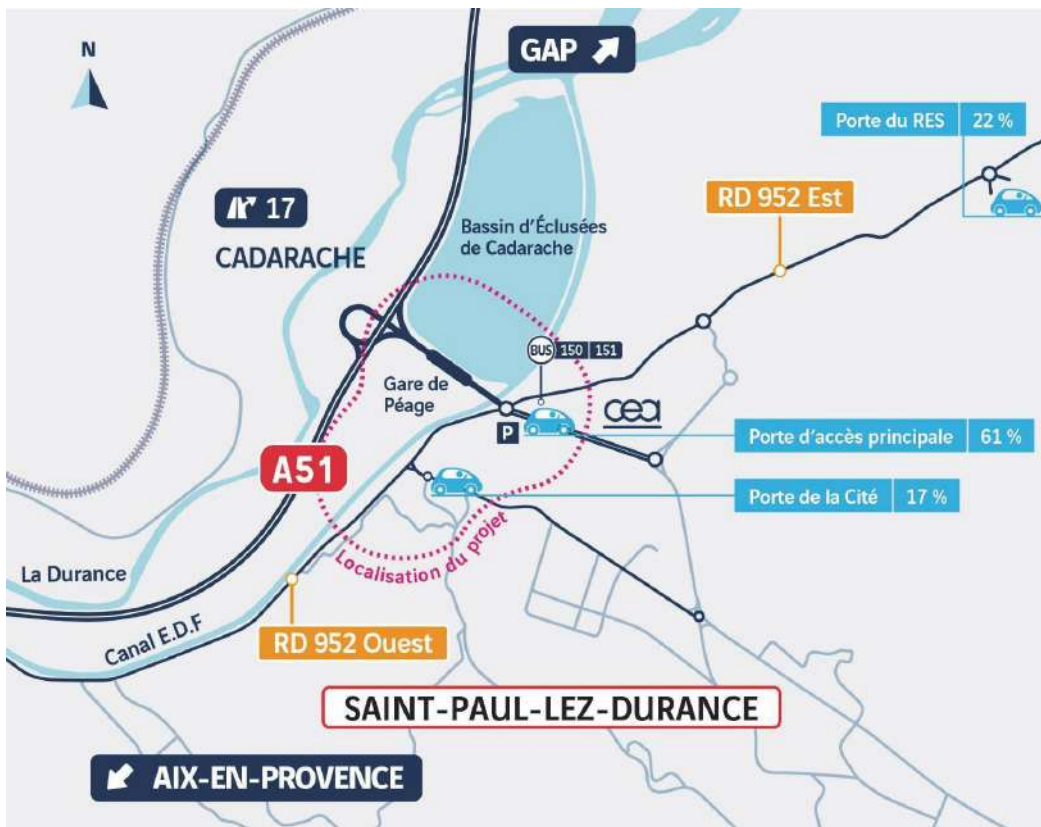 N
GAP
Porte du RES 22 %
17
CADARACHE
RD 952 Est
Bassin d'Éclusées
de Cadarache
BUS 150 151
Gare de
Péage
P
cea
Porte d'accès principale 61 %
A51
Porte de la Cité 17 %
Localisation du projet
La Durance
Canal E.D.F
RD 952 Ouest
SAINT-PAUL-LEZ-DURANCE
AIX-EN-PROVENCE